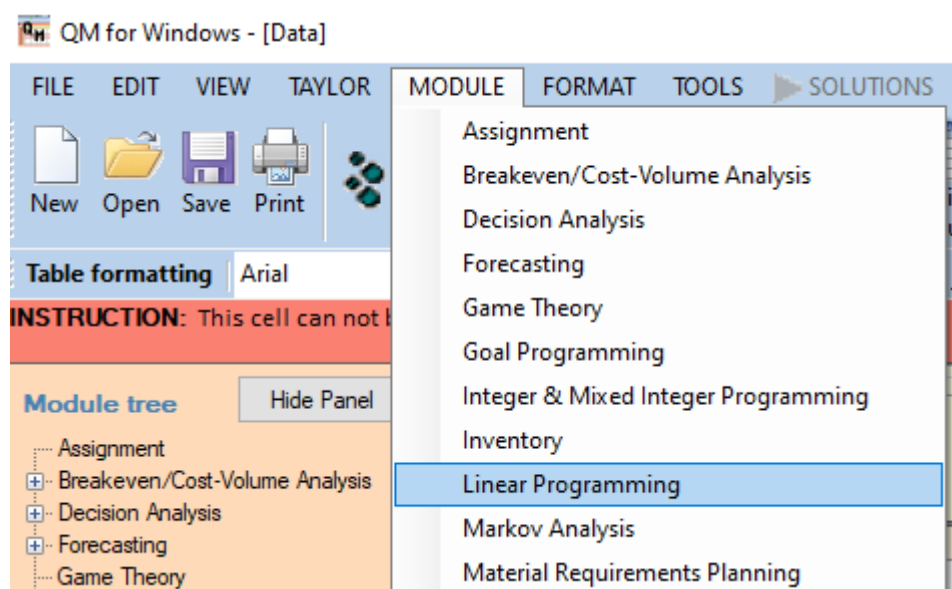 QM for Windows - [Data]
FILE EDIT VIEW TAYLOR MODULE FORMAT TOOLS SOLUTIONS
New Open Save Print
Table formatting Arial
INSTRUCTION: This cell can not
Module tree Hide Panel
Assignment
Breakeven/Cost-Volume Analysis
Decision Analysis
Forecasting
Game Theory
Assignment
Breakeven/Cost-Volume Analysis
Decision Analysis
Forecasting
Game Theory
Goal Programming
Integer & Mixed Integer Programming
Inventory
Linear Programming
Markov Analysis
Material Requirements Planning